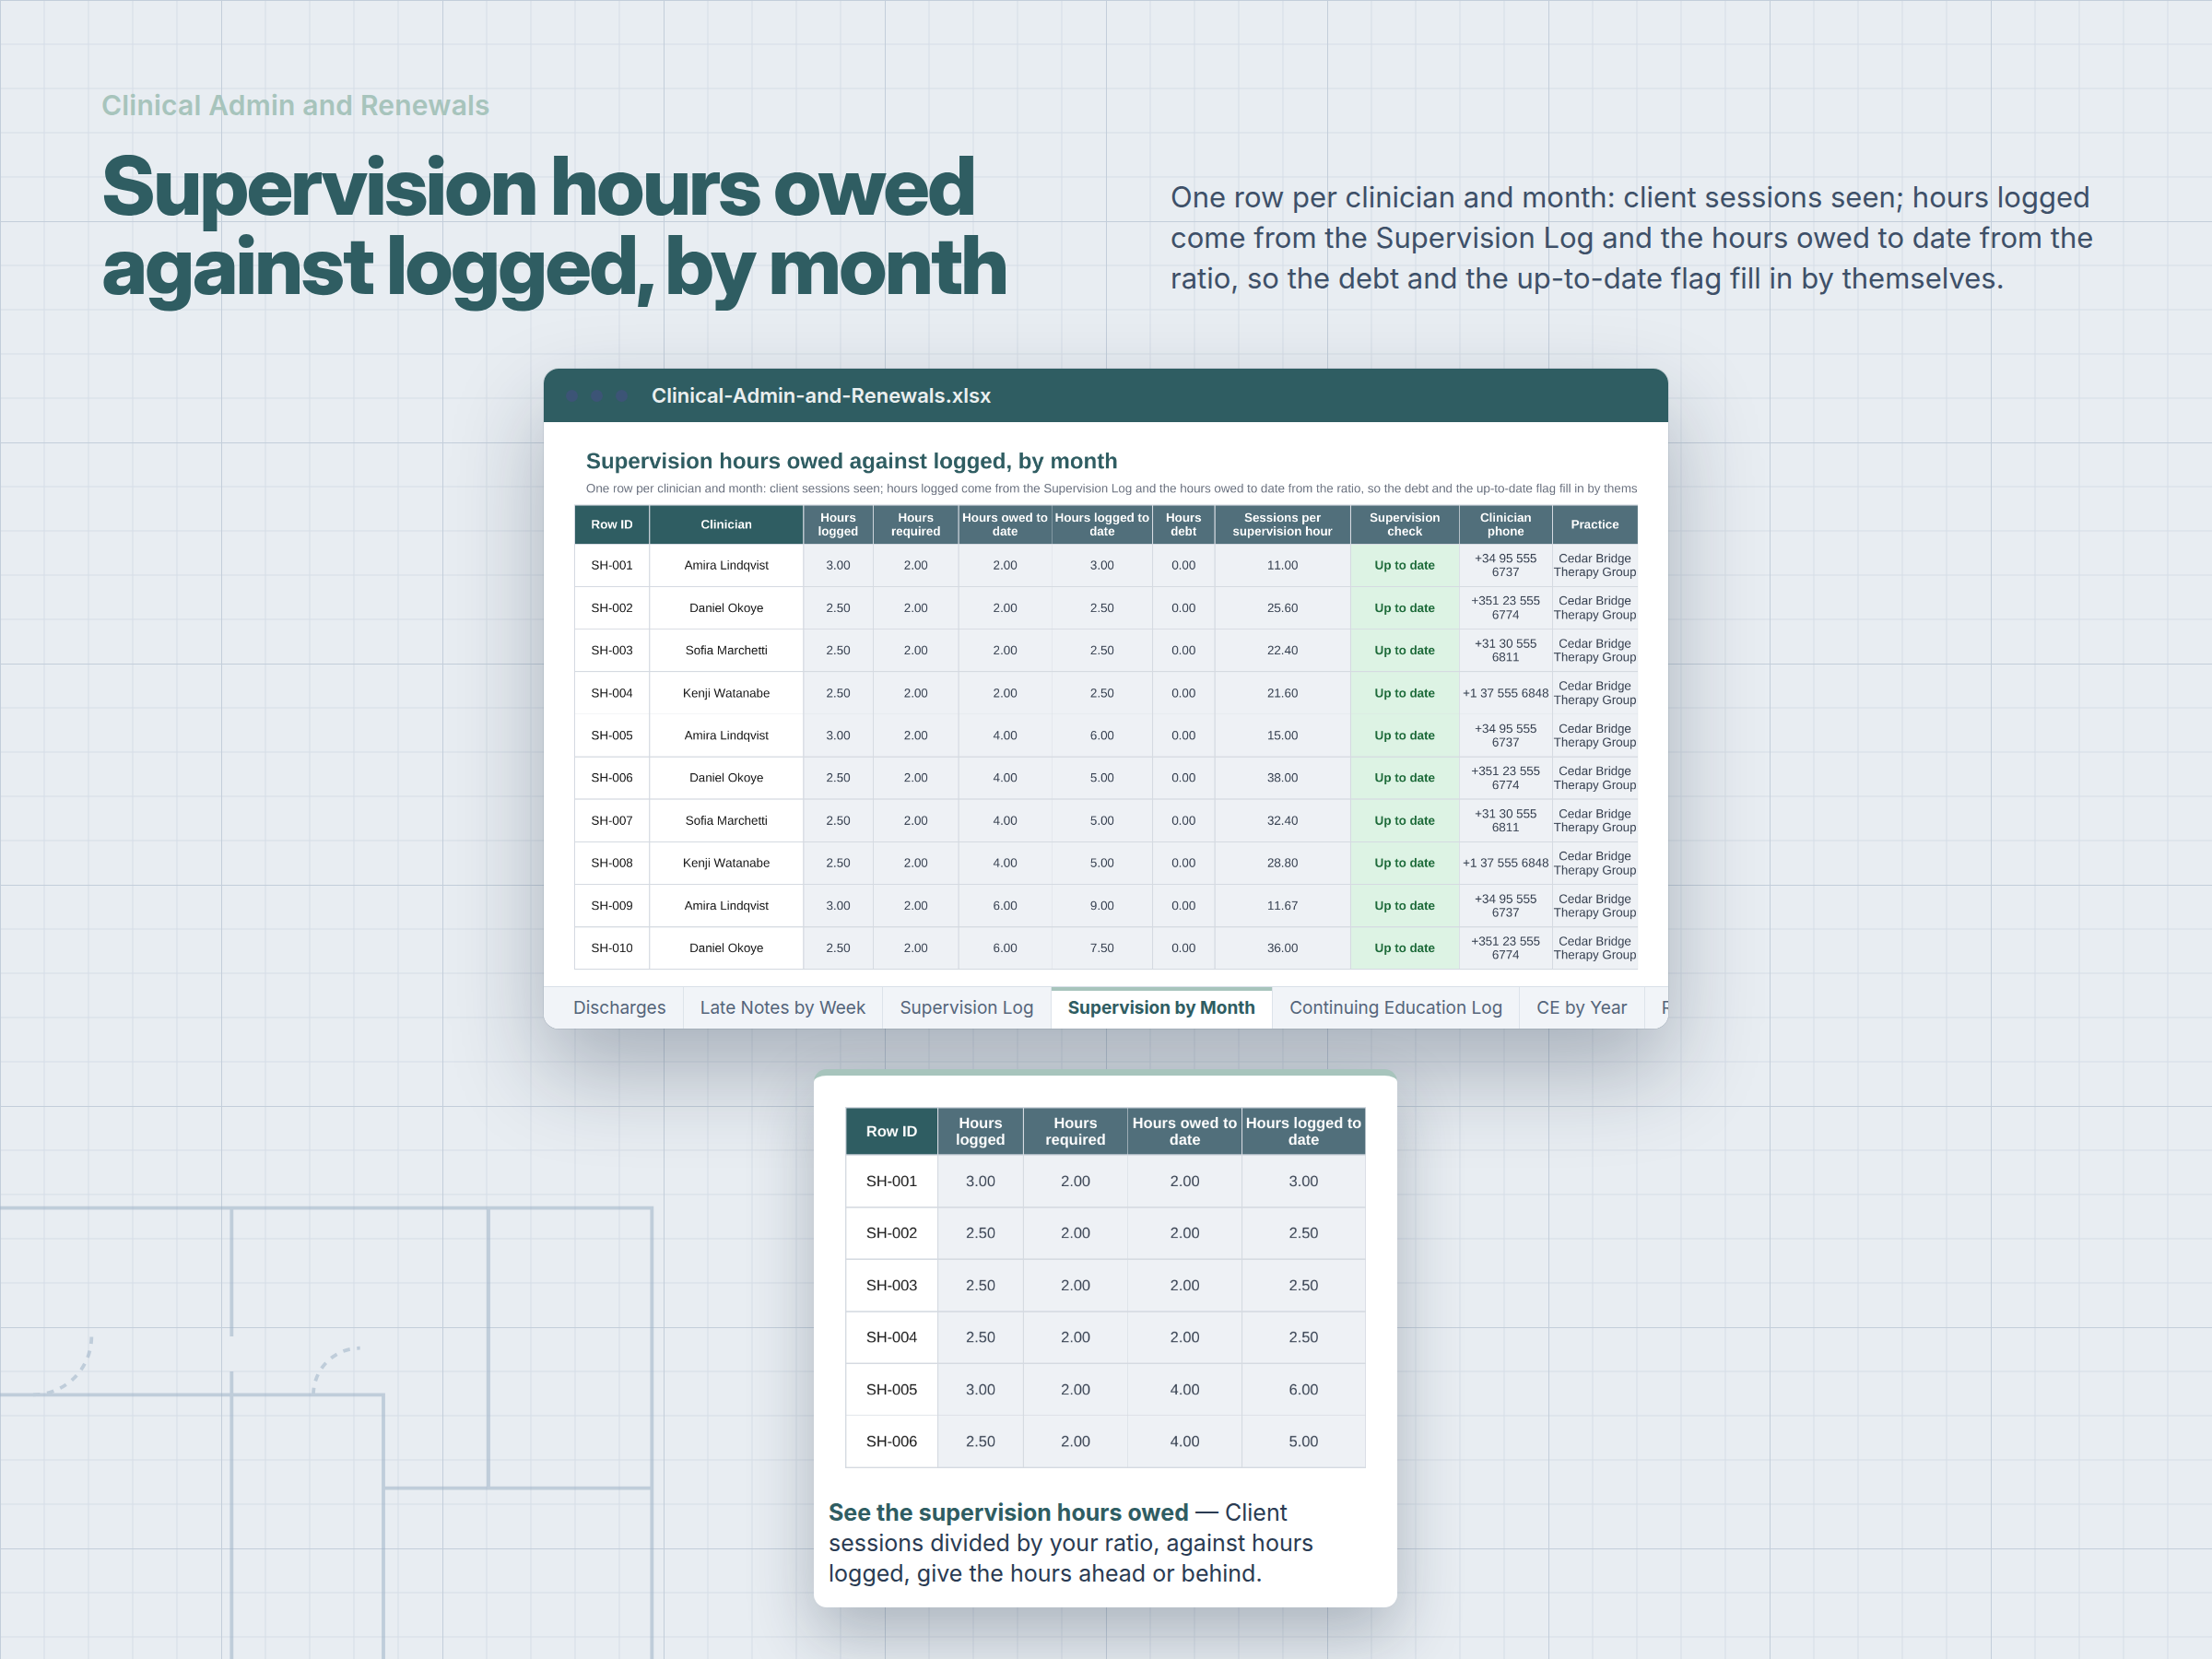 Clinical Admin and Renewals
Supervision hours owed
against logged, by month
One row per clinician and month: client sessions seen; hours logged
come from the Supervision Log and the hours owed to date from the
ratio, so the debt and the up-to-date flag fill in by themselves.
Clinical-Admin-and-Renewals.xlsx
Supervision hours owed against logged, by month
One row per clinician and month: client sessions seen; hours logged come from the Supervision Log and the hours owed to date from the ratio, so the debt and the up-to-date flag fill in by thems
Row ID Clinician Hours logged Hours required Hours owed to date Hours logged to date Hours debt Sessions per supervision hour Supervision check Clinician phone Practice
SH-001 Amira Lindqvist 3.00 2.00 2.00 3.00 0.00 11.00 Up to date +34 95 555 6737 Cedar Bridge Therapy Group
SH-002 Daniel Okoye 2.50 2.00 2.00 2.50 0.00 25.60 Up to date +351 23 555 6774 Cedar Bridge Therapy Group
SH-003 Sofia Marchetti 2.50 2.00 2.00 2.50 0.00 22.40 Up to date +31 30 555 6811 Cedar Bridge Therapy Group
SH-004 Kenji Watanabe 2.50 2.00 2.00 2.50 0.00 21.60 Up to date +1 37 555 6848 Cedar Bridge Therapy Group
SH-005 Amira Lindqvist 3.00 2.00 4.00 6.00 0.00 15.00 Up to date +34 95 555 6737 Cedar Bridge Therapy Group
SH-006 Daniel Okoye 2.50 2.00 4.00 5.00 0.00 38.00 Up to date +351 23 555 6774 Cedar Bridge Therapy Group
SH-007 Sofia Marchetti 2.50 2.00 4.00 5.00 0.00 32.40 Up to date +31 30 555 6811 Cedar Bridge Therapy Group
SH-008 Kenji Watanabe 2.50 2.00 4.00 5.00 0.00 28.80 Up to date +1 37 555 6848 Cedar Bridge Therapy Group
SH-009 Amira Lindqvist 3.00 2.00 6.00 9.00 0.00 11.67 Up to date +34 95 555 6737 Cedar Bridge Therapy Group
SH-010 Daniel Okoye 2.50 2.00 6.00 7.50 0.00 36.00 Up to date +351 23 555 6774 Cedar Bridge Therapy Group
Discharges Late Notes by Week Supervision Log Supervision by Month Continuing Education Log CE by Year
Row ID Hours logged Hours required Hours owed to date Hours logged to date
SH-001 3.00 2.00 2.00 3.00
SH-002 2.50 2.00 2.00 2.50
SH-003 2.50 2.00 2.00 2.50
SH-004 2.50 2.00 2.00 2.50
SH-005 3.00 2.00 4.00 6.00
SH-006 2.50 2.00 4.00 5.00
See the supervision hours owed — Client
sessions divided by your ratio, against hours
logged, give the hours ahead or behind.